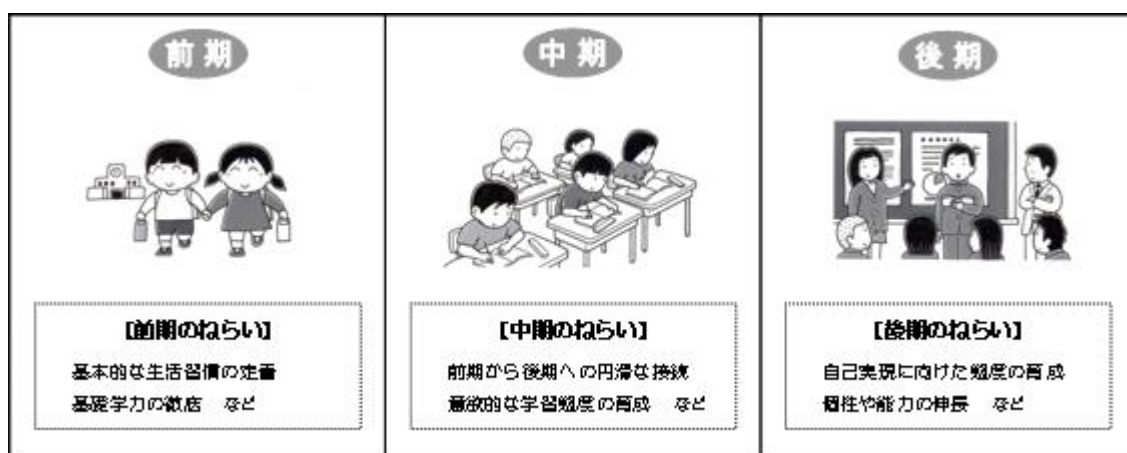 前期
[前期のねらい]
基本的な生活習慣の定着
基礎学力の徹底 など
中期
[中期のねらい]
前期から後期への円滑な接続
意欲的な学習態度の育成 など
後期
[後期のねらい]
自己実現に向けた態度の育成
個性や能力の伸長 など